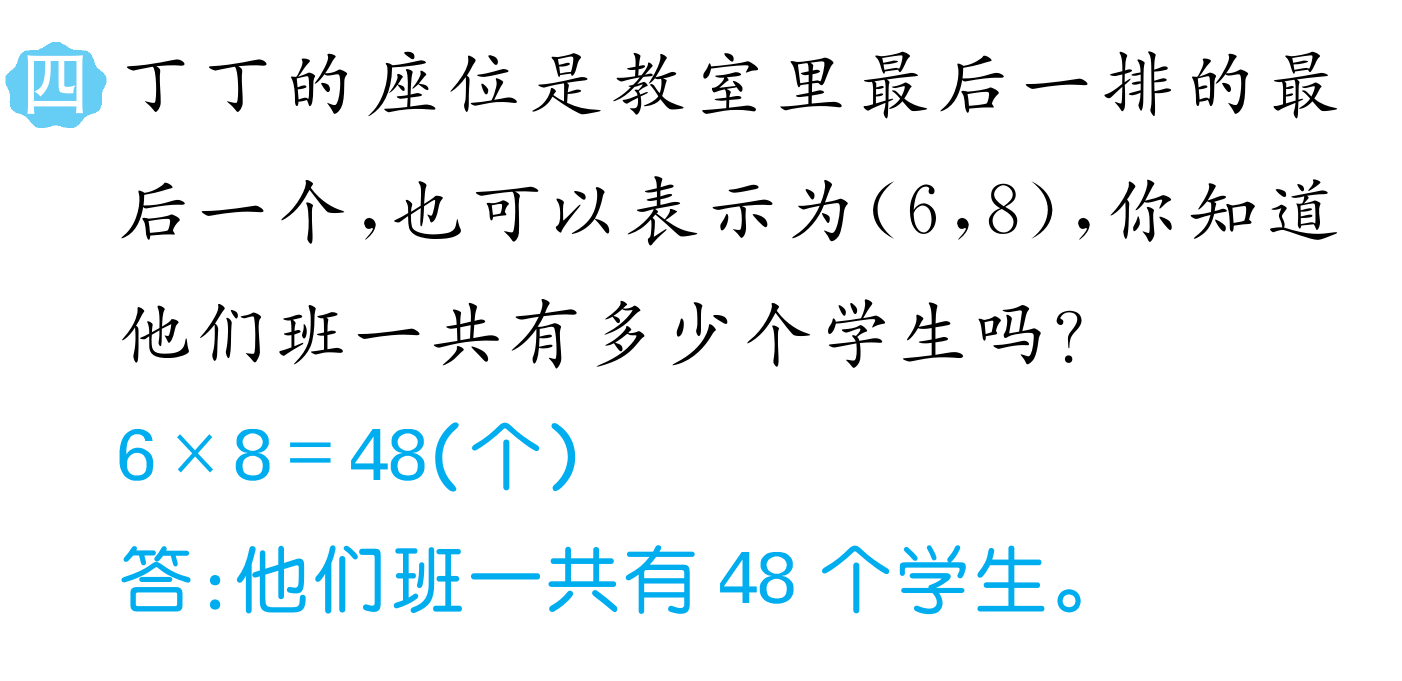 四 丁丁的座位是教室里最后一排的最
后一个,也可以表示为(6,8),你知道
他们班一共有多少个学生吗?
6×8=48(个)
答:他们班一共有 48 个学生。